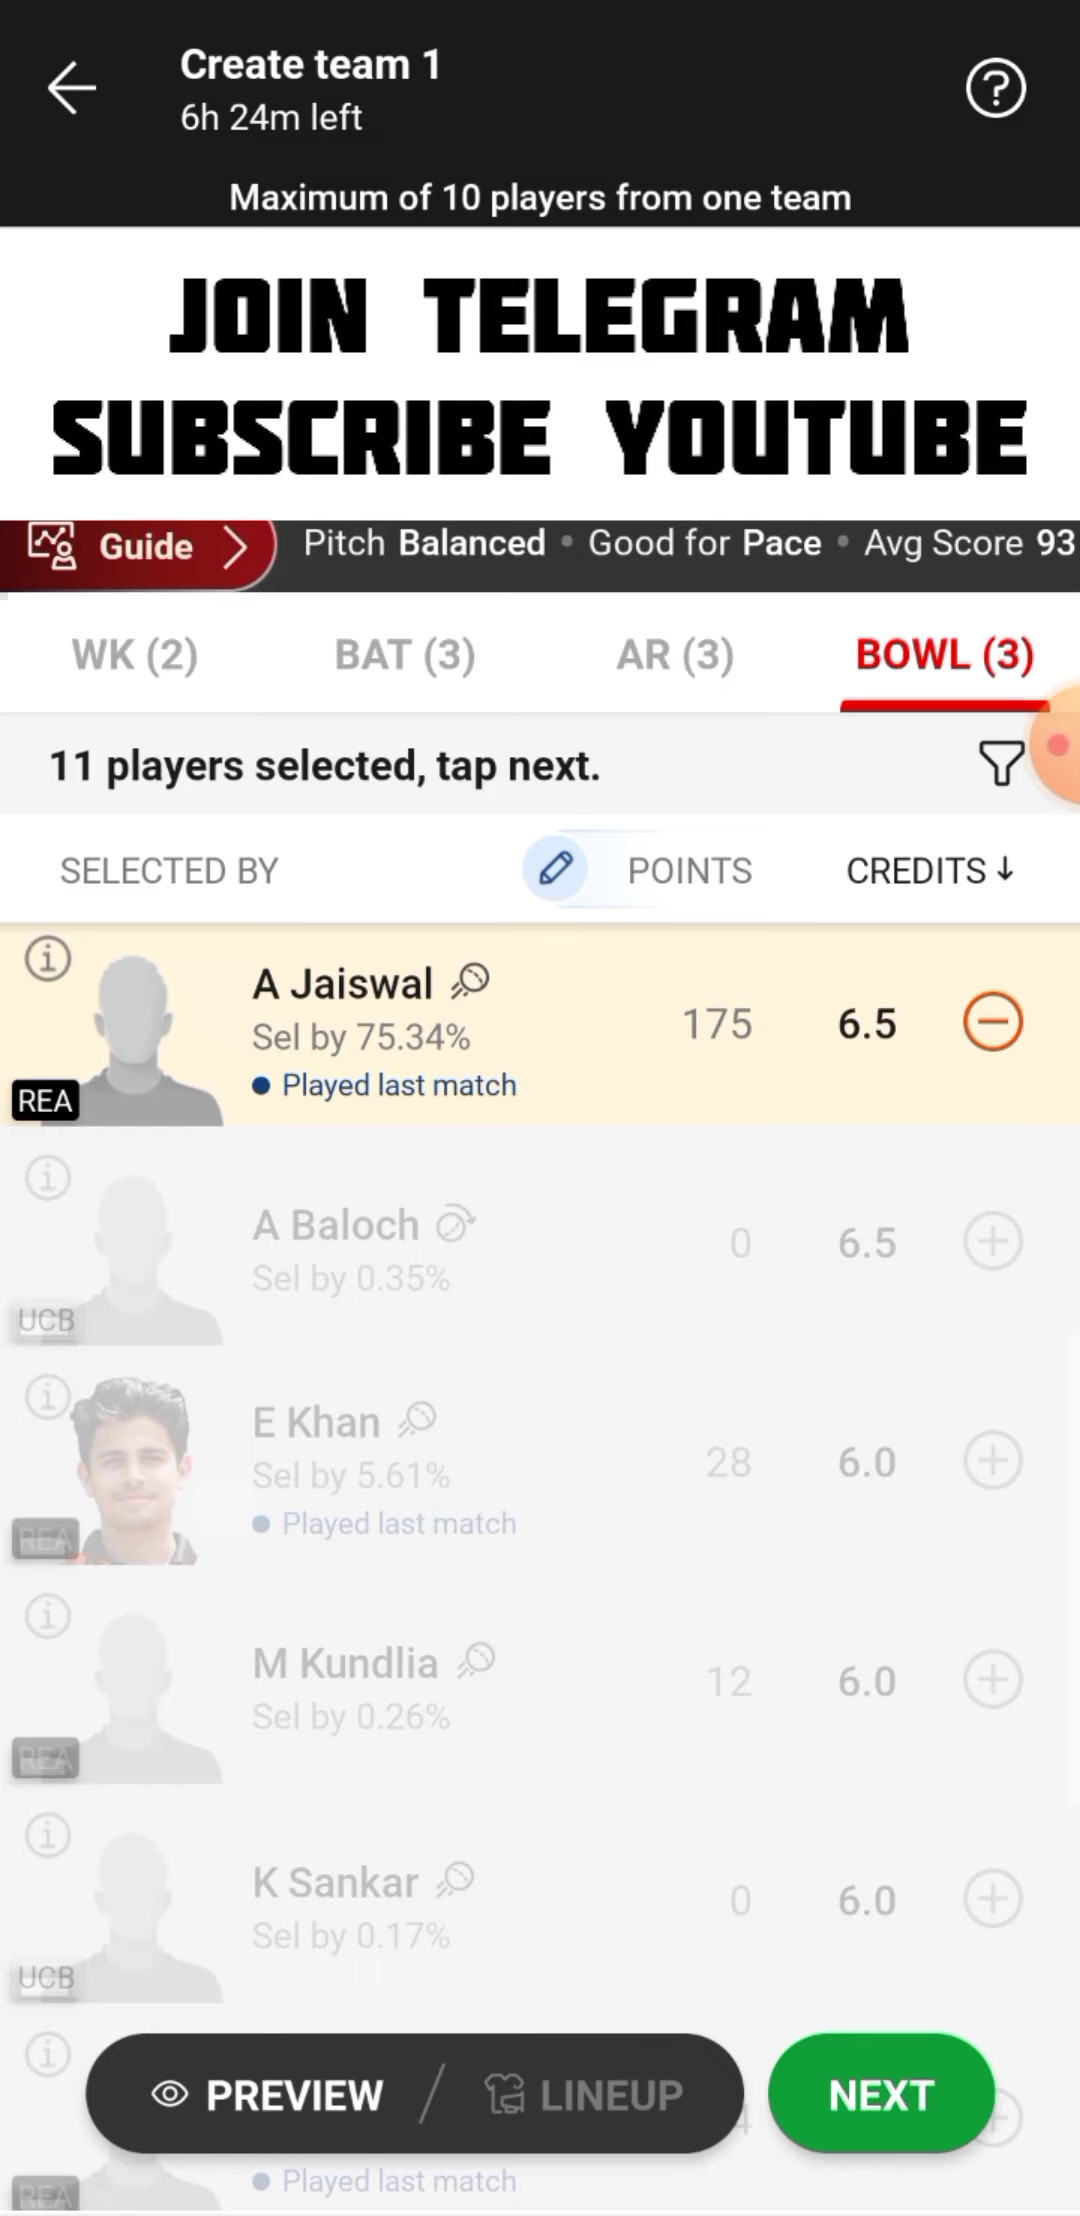 Create team 1
6h 24m left
Maximum of 10 players from one team
JOIN TELEGRAM
SUBSCRIBE YOUTUBE
Guide Pitch Balanced • Good for Pace • Avg Score 93
WK (2) BAT (3) AR (3) BOWL (3)
11 players selected, tap next.
SELECTED BY POINTS CREDITS ↓
A Jaiswal
Sel by 75.34% 175 6.5
• Played last match
REA
A Baloch
Sel by 0.35% 0 6.5
UCB
E Khan
Sel by 5.61% 28 6.0
• Played last match
REA
M Kundlia
Sel by 0.26% 12 6.0
REA
K Sankar
Sel by 0.17% 0 6.0
UCB
PREVIEW / LINEUP NEXT
• Played last match
REA